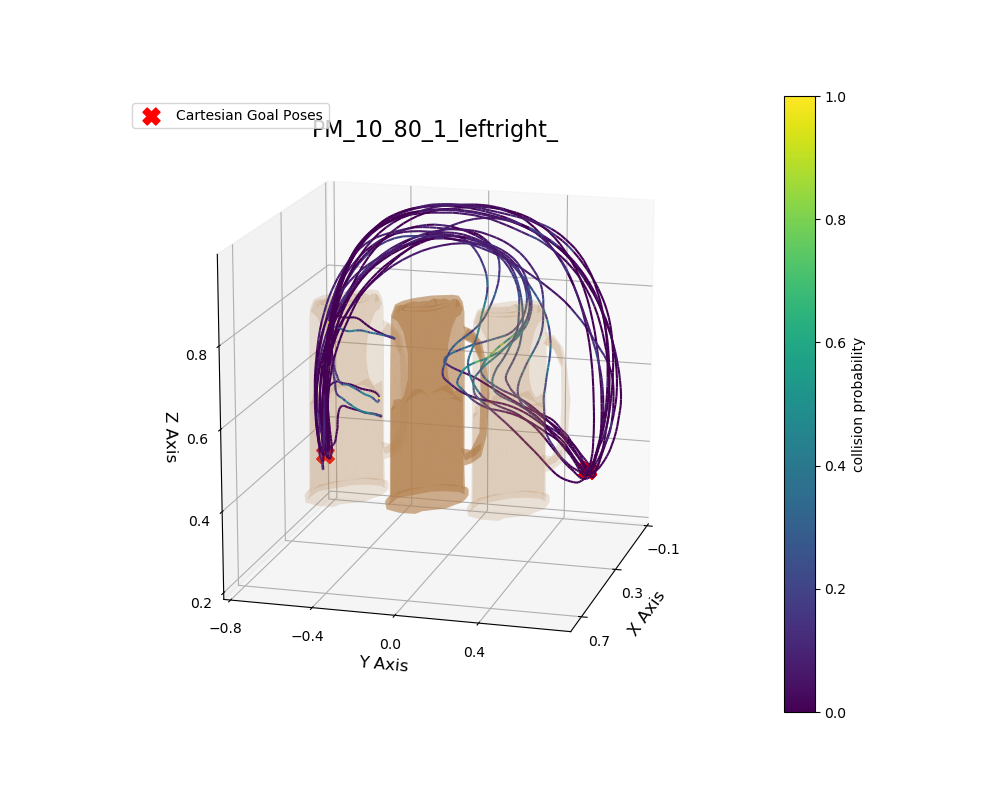 Cartesian Goal Poses
PM_10_80_1_leftright_
1.0
0.8
0.6
0.4
0.2
0.0
collision probability
0.8
0.6
0.4
0.2
Z Axis
−0.8
−0.4
0.0
0.4
Y Axis
−0.1
0.3
0.7
X Axis